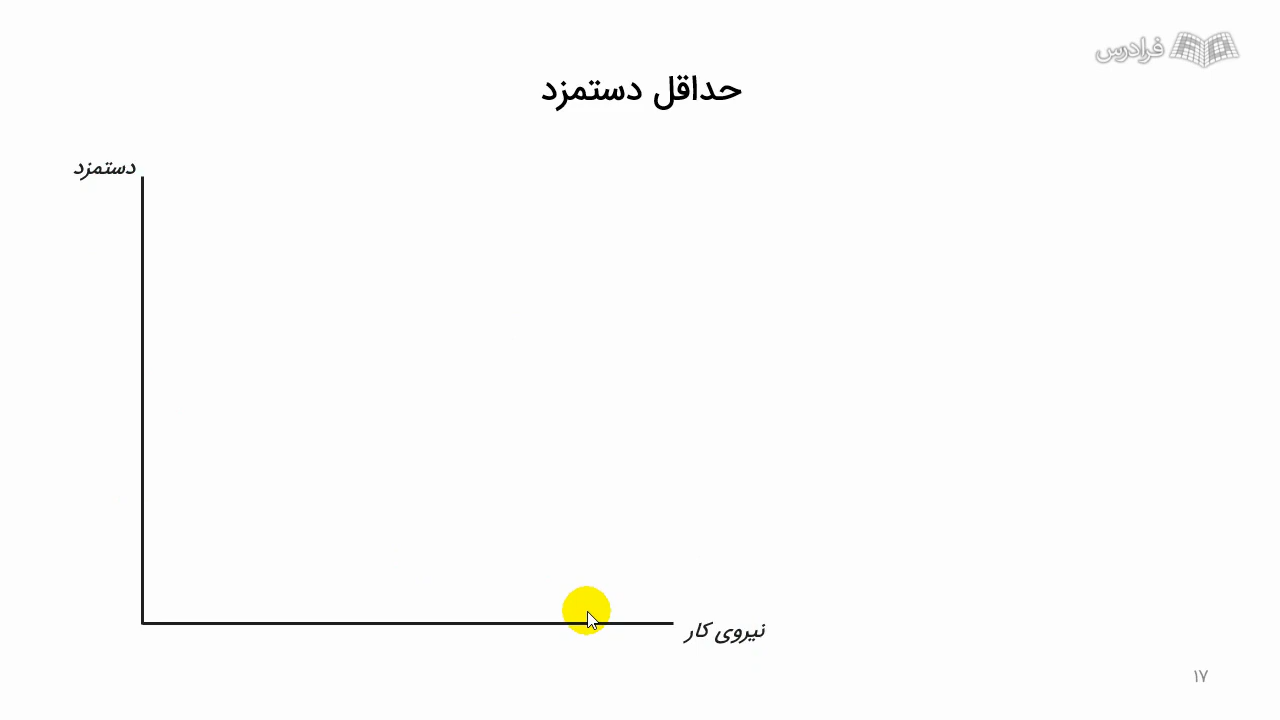 فرادرس
حداقل دستمزد
دستمزد
نیروی کار
۱۷